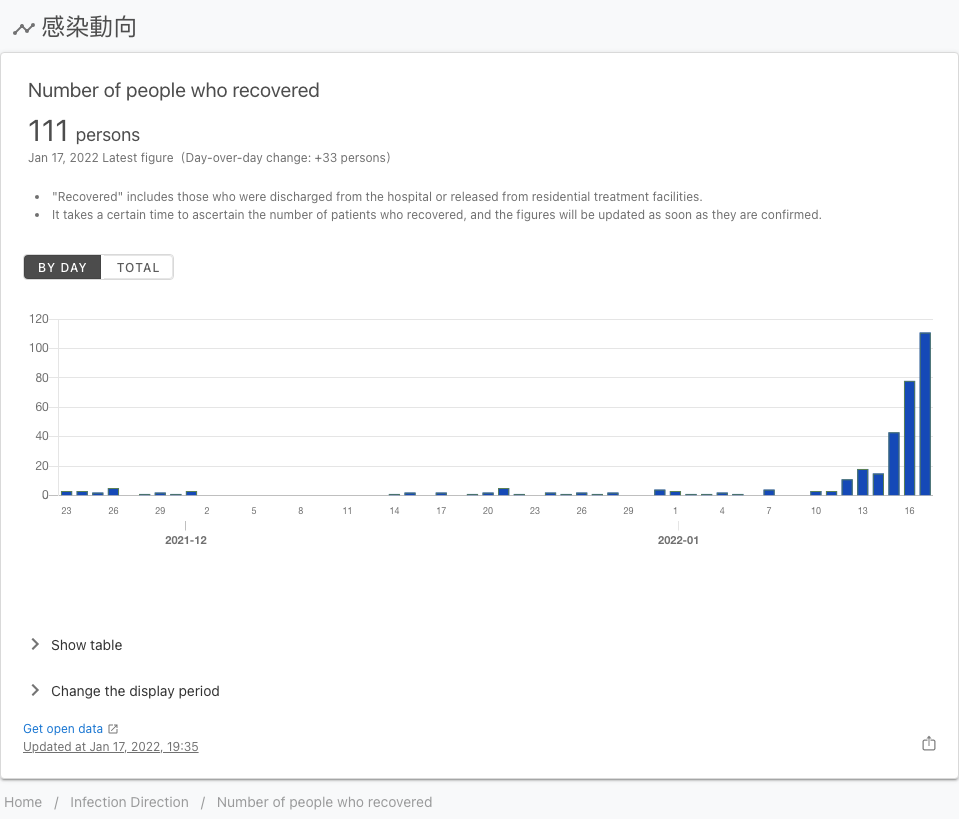 感染動向
Number of people who recovered
111 persons
Jan 17, 2022 Latest figure (Day-over-day change: +33 persons)
"Recovered" includes those who were discharged from the hospital or released from residential treatment facilities.
It takes a certain time to ascertain the number of patients who recovered, and the figures will be updated as soon as they are confirmed.
BY DAY TOTAL
120
100
80
60
40
20
0
23 26 29 2 5 8 11 14 17 20 23 26 29 1 4 7 10 13 16
2021-12 2022-01
Show table
Change the display period
Get open data
Updated at Jan 17, 2022, 19:35
Home / Infection Direction / Number of people who recovered